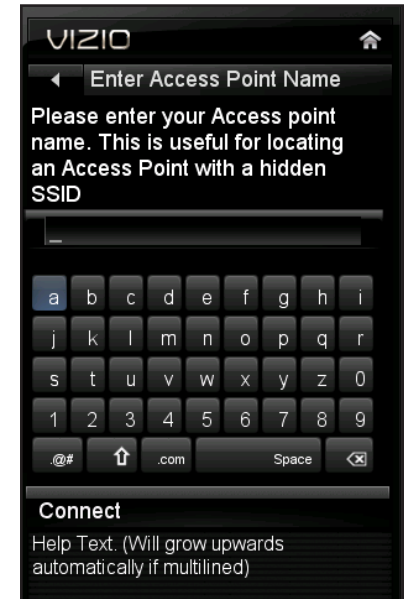 VIZIO
Enter Access Point Name
Please enter your Access point
name. This is useful for locating
an Access Point with a hidden
SSID
_
a b c d e f g h i
j k l m n o p q r
s t u v w x y z 0
1 2 3 4 5 6 7 8 9
.@# .com Space
Connect
Help Text. (Will grow upwards
automatically if multilined)